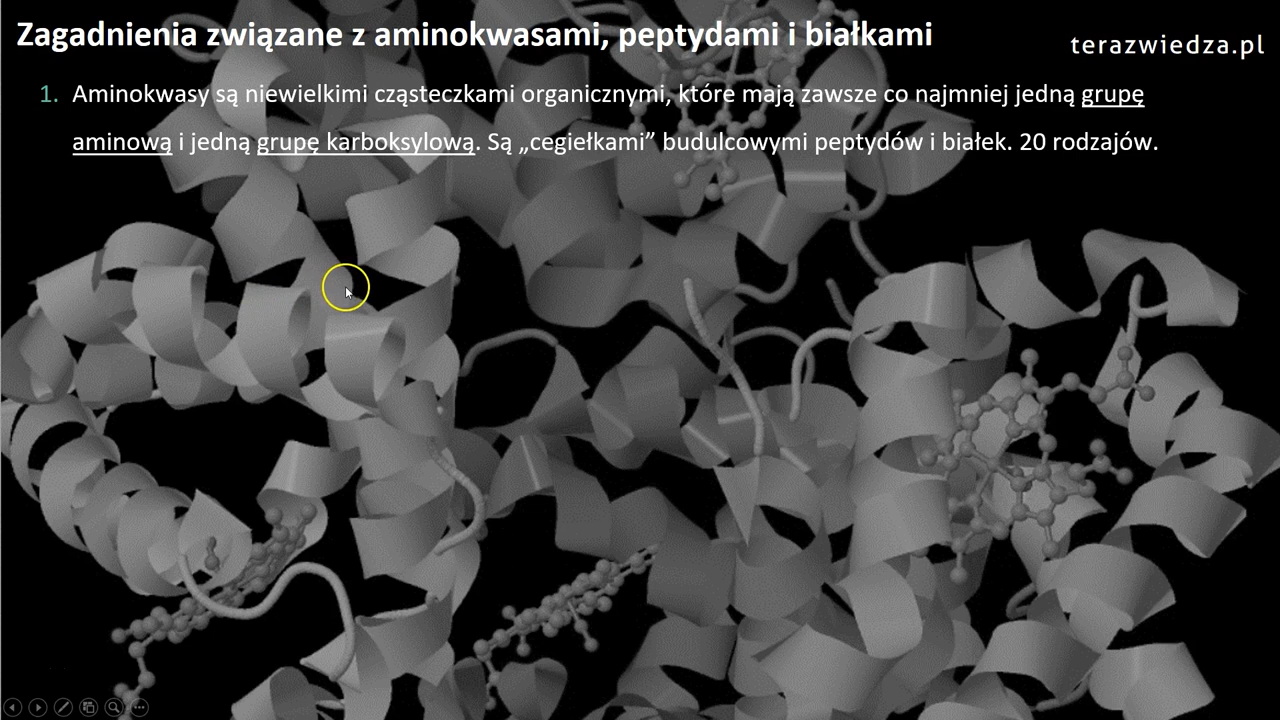 Zagadnienia związane z aminokwasami, peptydami i białkami
terazwiedza.pl
1. Aminokwasy są niewielkimi cząsteczkami organicznymi, które mają zawsze co najmniej jedną grupę
aminową i jedną grupę karboksylową. Są „cegiełkami” budulcowymi peptydów i białek. 20 rodzajów.